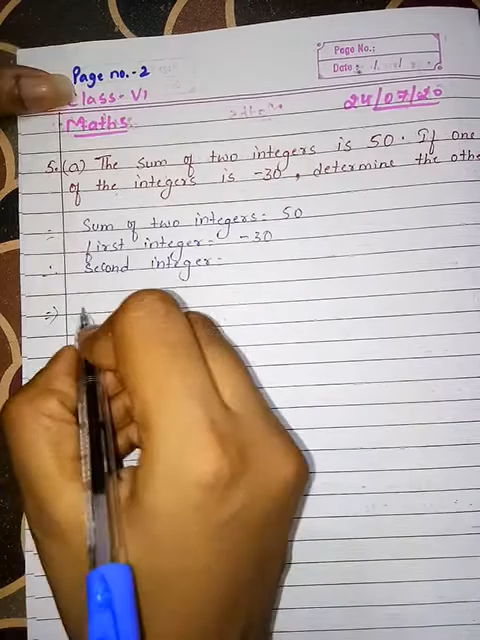 Page no.-2
Page No.:
Class-VI
Date : / /
Maths
24/07/20
5.(a) The sum of two integers is 50. If one
of the integers is -30, determine the othe
Sum of two integers = 50
first integer = -30
∴ Second integer =
=>